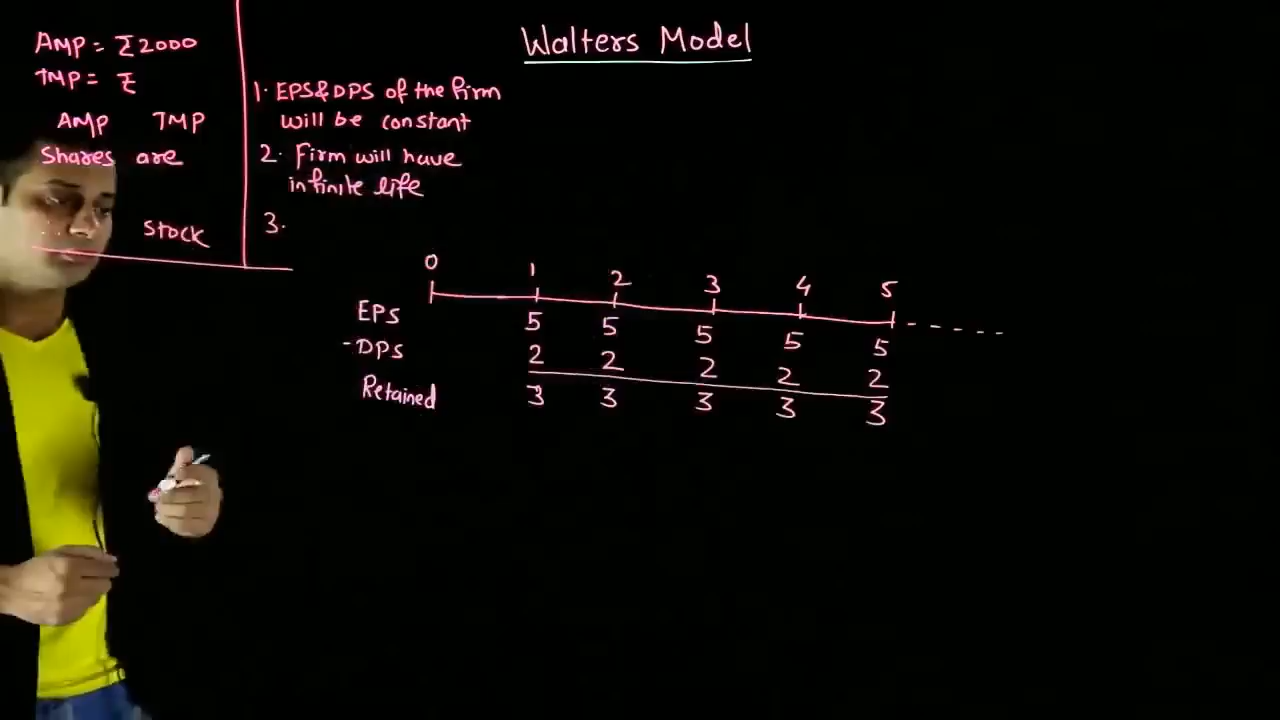 Walters Model
AMP = ₹2000
TMP = ₹
AMP TMP
Shares are
Stock
1. EPS&DPS of the firm
will be constant
2. Firm will have
infinite life
3.
0 1 2 3 4 5 -----
EPS 5 5 5 5 5
-DPS 2 2 2 2 2
Retained 3 3 3 3 3